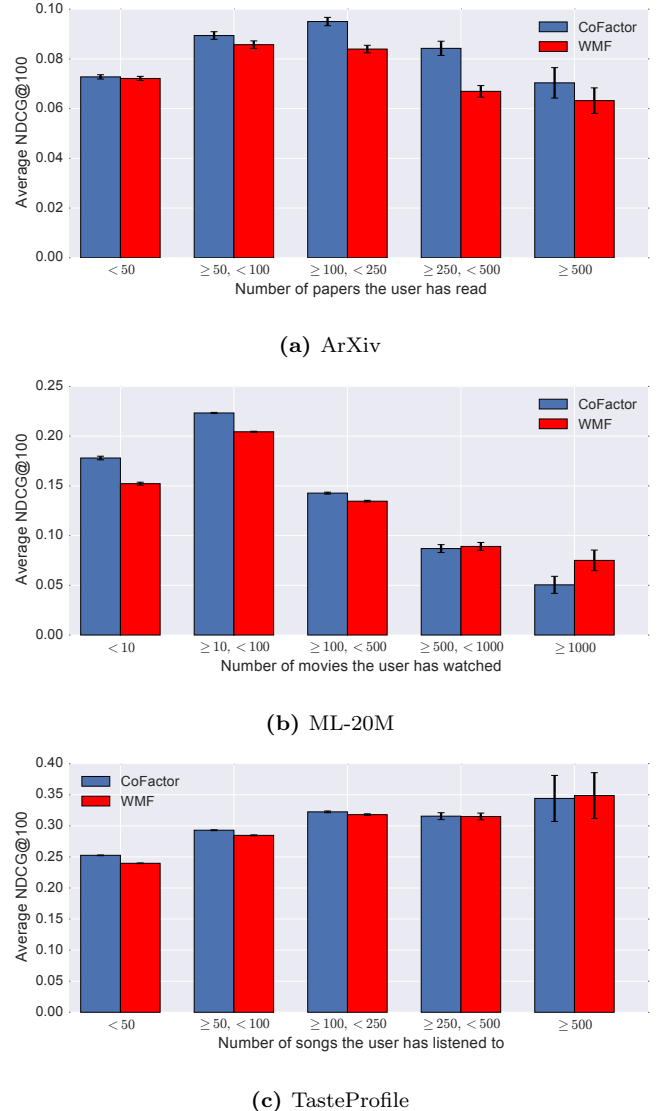 0.10
0.08
0.06
0.04
0.02
0.00
Average NDCG@100
CoFactor
WMF
< 50
≥ 50, < 100
≥ 100, < 250
≥ 250, < 500
≥ 500
Number of papers the user has read
(a) ArXiv
0.25
0.20
0.15
0.10
0.05
0.00
Average NDCG@100
CoFactor
WMF
< 10
≥ 10, < 100
≥ 100, < 500
≥ 500, < 1000
≥ 1000
Number of movies the user has watched
(b) ML-20M
0.40
0.35
0.30
0.25
0.20
0.15
0.10
0.05
0.00
Average NDCG@100
CoFactor
WMF
< 50
≥ 50, < 100
≥ 100, < 250
≥ 250, < 500
≥ 500
Number of songs the user has listened to
(c) TasteProfile